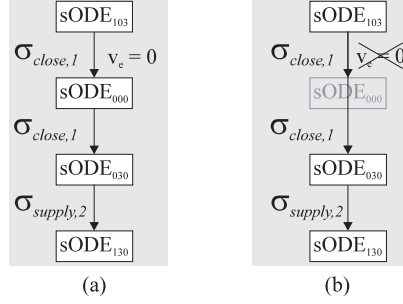 sODE₁₀₃
σclose,1 vₑ = 0
sODE₀₀₀
σclose,1
sODE₀₃₀
σsupply,2
sODE₁₃₀
(a)
sODE₁₀₃
σclose,1 vₑ = 0
sODE₀₀₀
σclose,1
sODE₀₃₀
σsupply,2
sODE₁₃₀
(b)